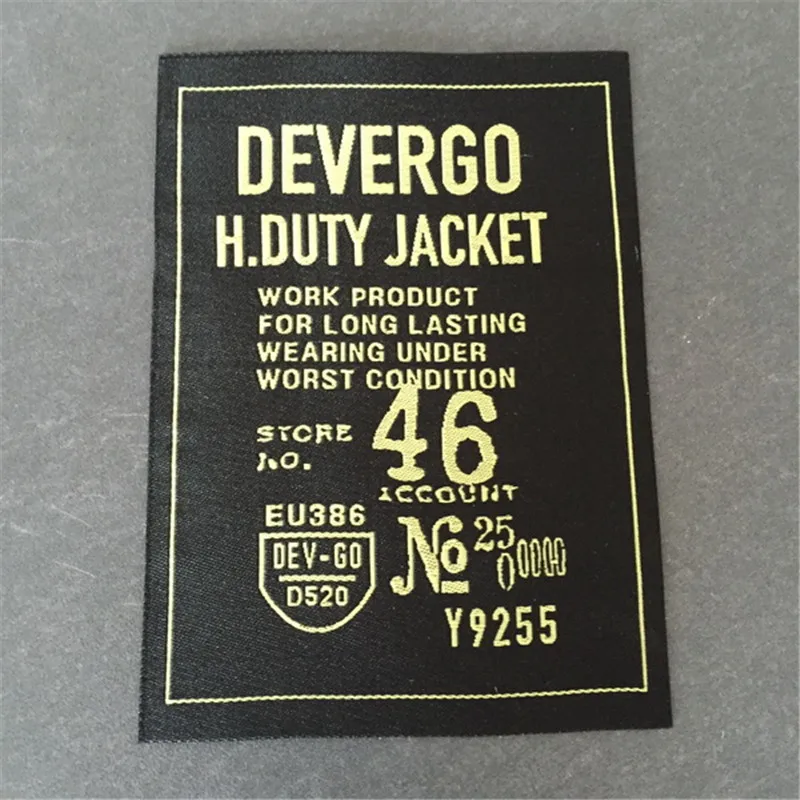 DEVERGO
H.DUTY JACKET
WORK PRODUCT
FOR LONG LASTING
WEARING UNDER
WORST CONDITION
STORE NO. 46
ACCOUNT
EU386
DEV-GO
D520
No 25
00000
Y9255